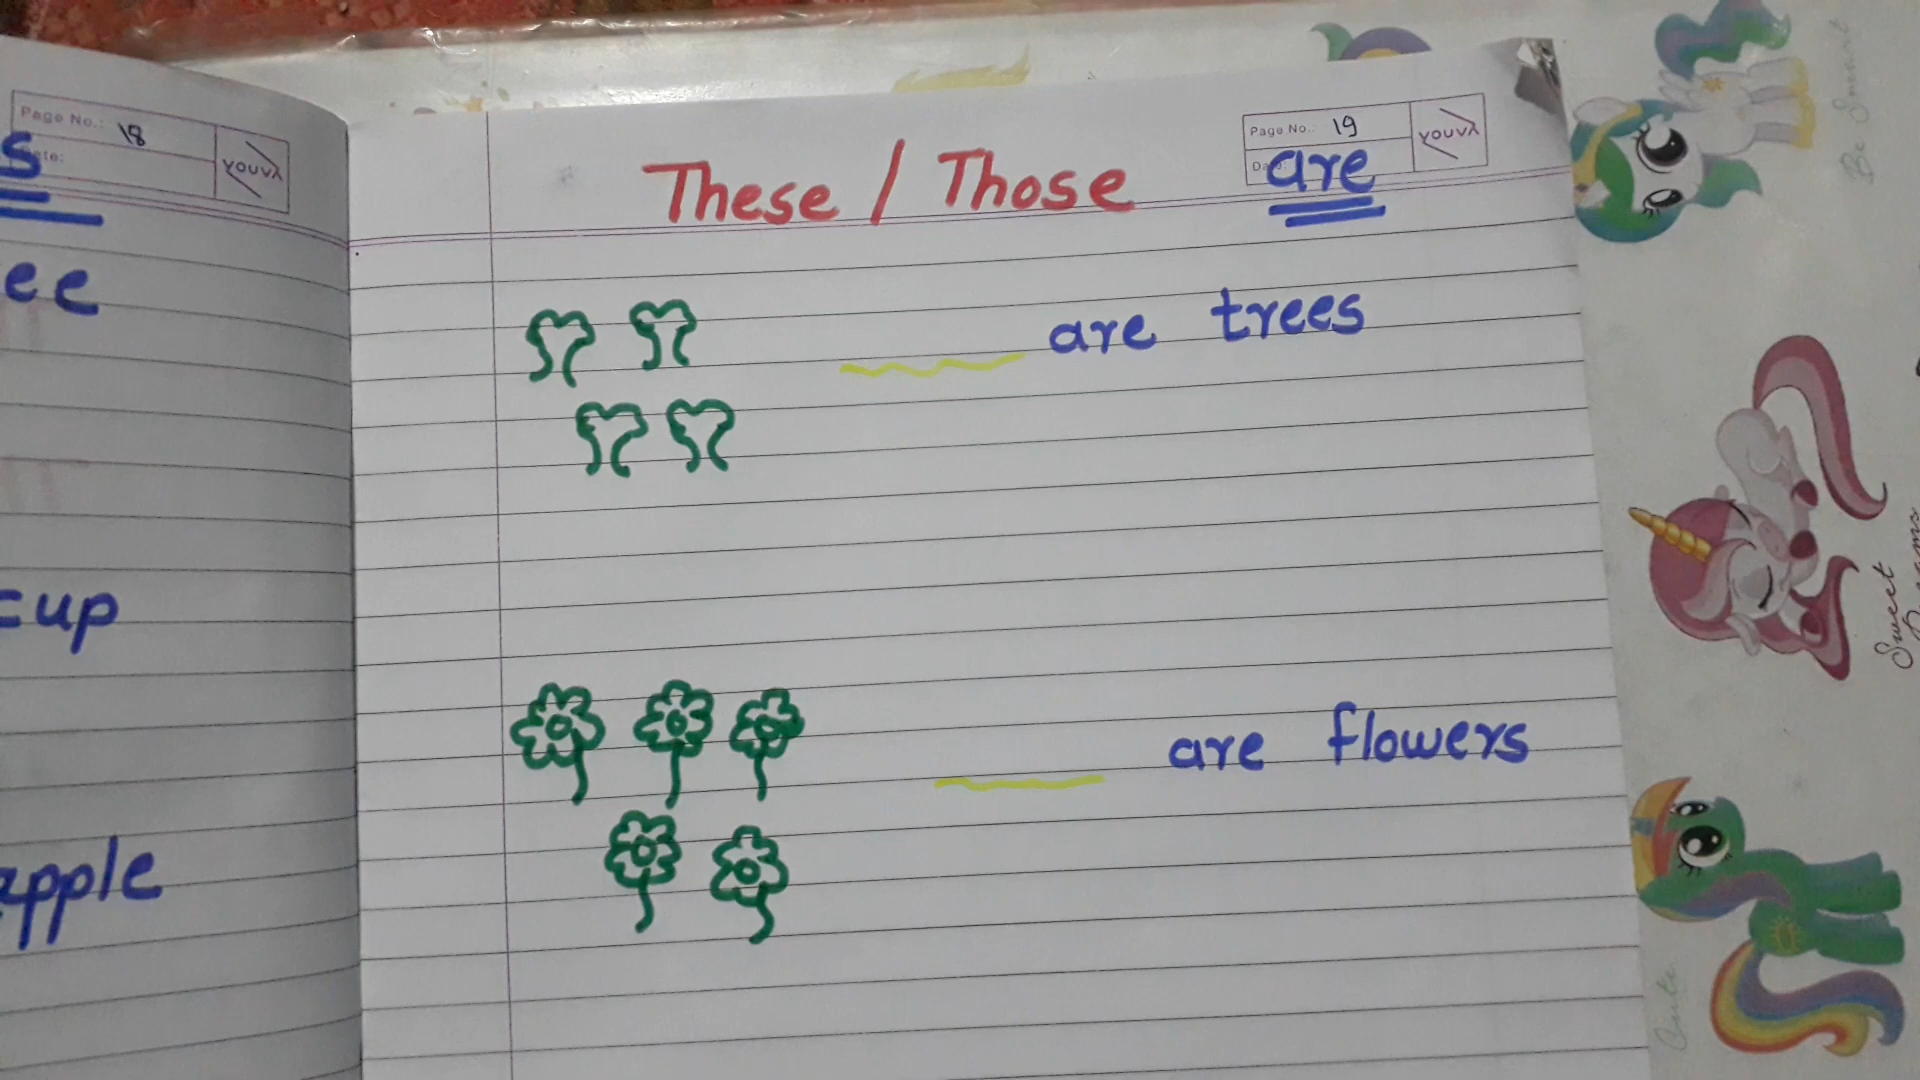 Page No.: 18
youva
ee
cup
apple
Page No.: 19
youva
These / Those are
are trees
are flowers
Be Smart
Sweet
Cute